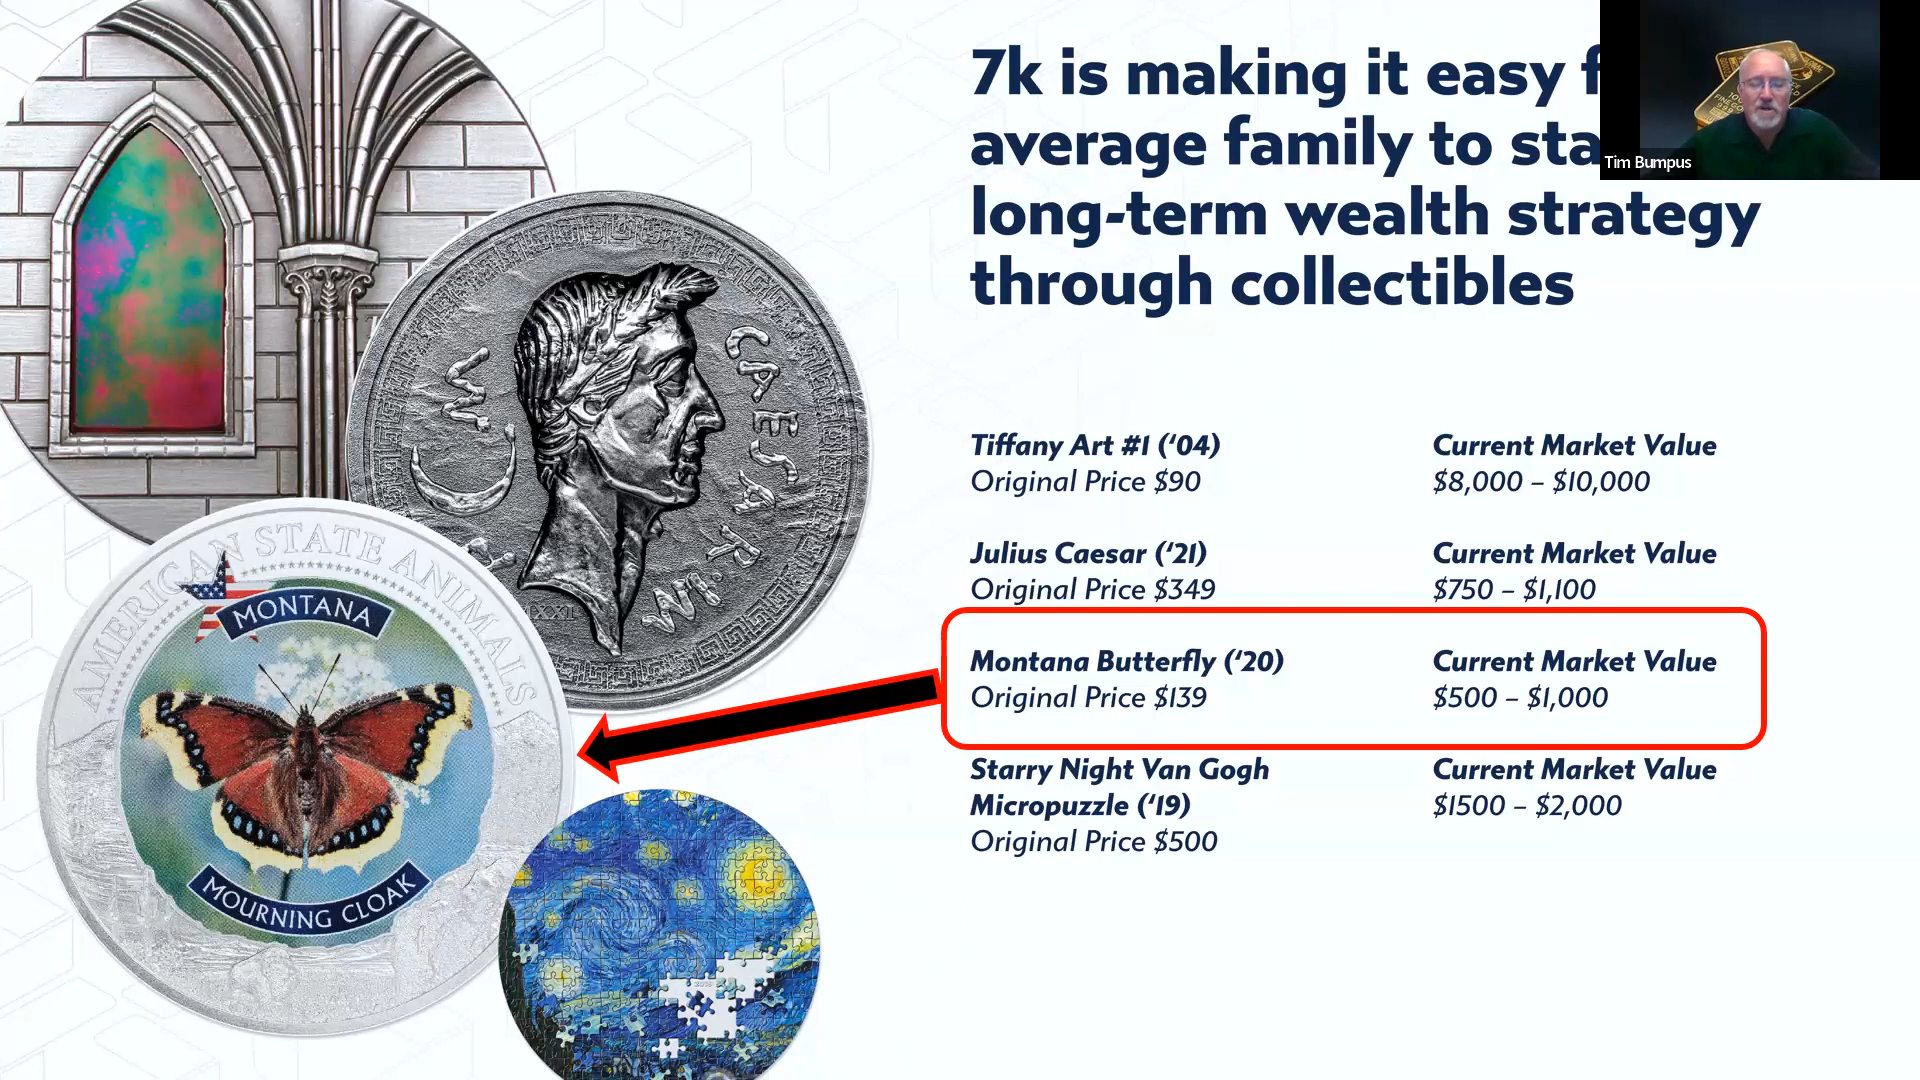 7k is making it easy f
average family to sta
long-term wealth strategy
through collectibles
Tim Bumpus
Tiffany Art #1 (‘04)
Original Price $90
Current Market Value
$8,000 – $10,000
Julius Caesar (‘21)
Original Price $349
Current Market Value
$750 – $1,100
Montana Butterfly (‘20)
Original Price $139
Current Market Value
$500 – $1,000
Starry Night Van Gogh
Micropuzzle (‘19)
Original Price $500
Current Market Value
$1500 – $2,000
CAESAR
AMERICAN STATE ANIMALS
MONTANA
MOURNING CLOAK